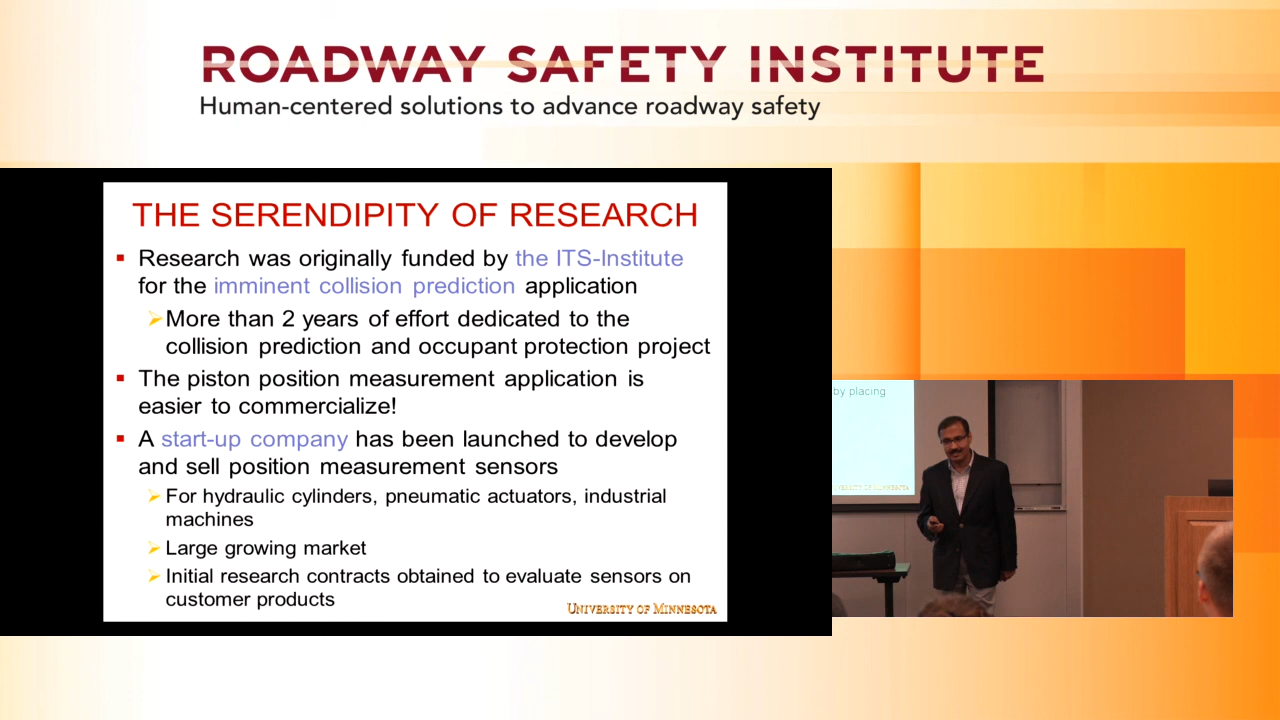 ROADWAY SAFETY INSTITUTE
Human-centered solutions to advance roadway safety
THE SERENDIPITY OF RESEARCH
Research was originally funded by the ITS-Institute
for the imminent collision prediction application
More than 2 years of effort dedicated to the
collision prediction and occupant protection project
The piston position measurement application is
easier to commercialize!
A start-up company has been launched to develop
and sell position measurement sensors
For hydraulic cylinders, pneumatic actuators, industrial
machines
Large growing market
Initial research contracts obtained to evaluate sensors on
customer products
UNIVERSITY OF MINNESOTA
by placing
UNIVERSITY OF MINNESOTA